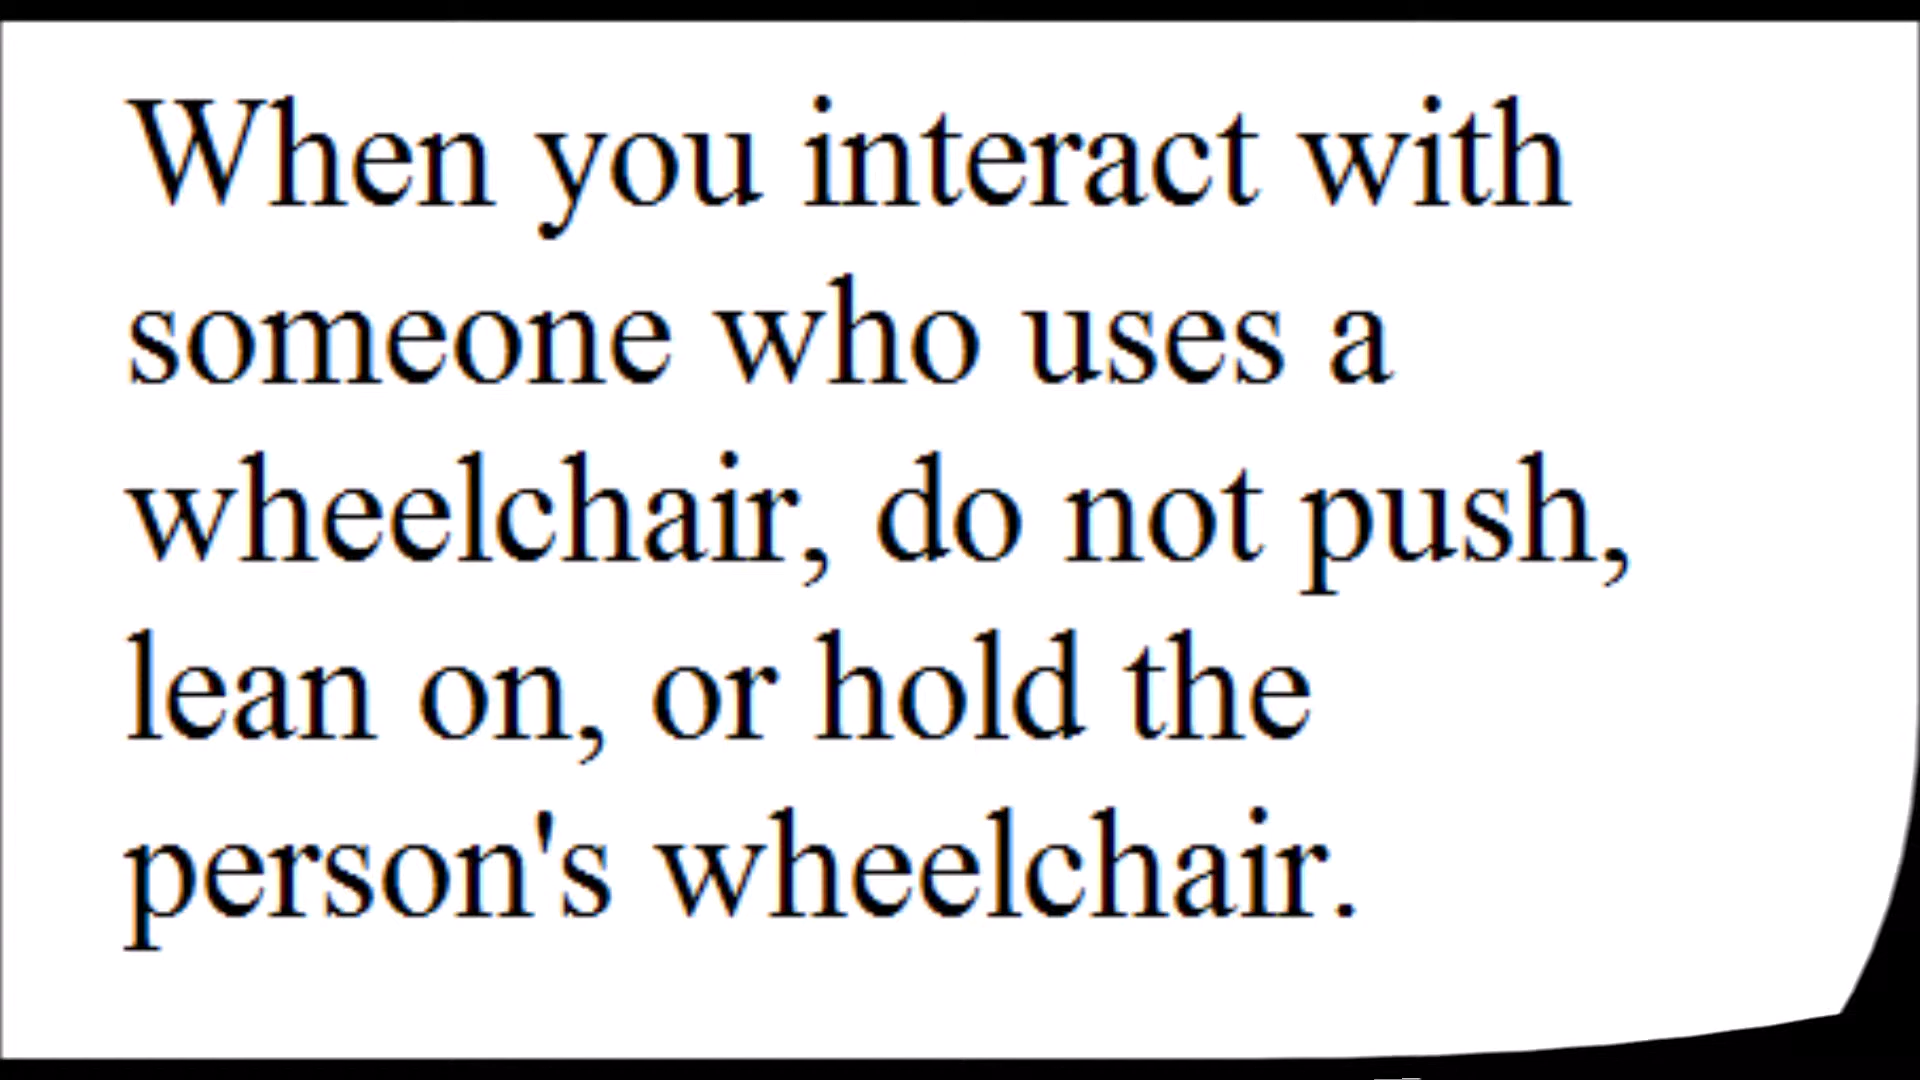 When you interact with
someone who uses a
wheelchair, do not push,
lean on, or hold the
person's wheelchair.